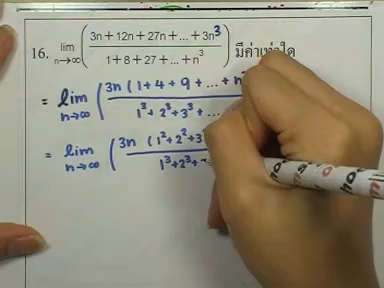 16. lim n→∞ ( 3n + 12n + 27n + ... + 3n³ / 1 + 8 + 27 + ... + n³ ) มีค่าเท่าใด
= lim n→∞ ( 3n ( 1 + 4 + 9 + ... + n / 1³ + 2³ + 3³ + ...
= lim n→∞ ( 3n ( 1² + 2² + 3 / 1³ + 2³ +